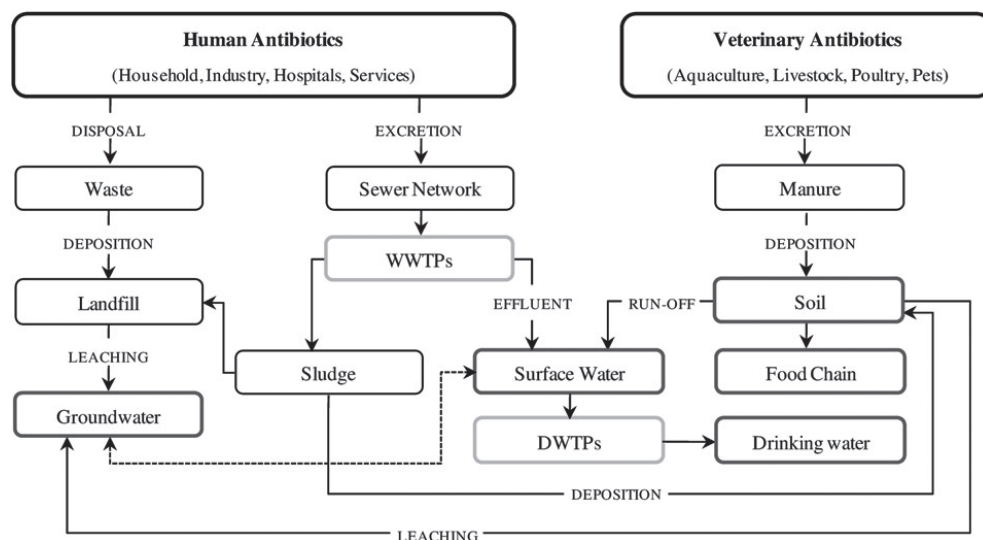 Human Antibiotics
(Household, Industry, Hospitals, Services)
Veterinary Antibiotics
(Aquaculture, Livestock, Poultry, Pets)
DISPOSAL
EXCRETION
EXCRETION
Waste
Sewer Network
Manure
DEPOSITION
WWTPs
DEPOSITION
Landfill
EFFLUENT
RUN-OFF
Soil
LEACHING
Sludge
Surface Water
Food Chain
Groundwater
DWTPs
Drinking water
DEPOSITION
LEACHING